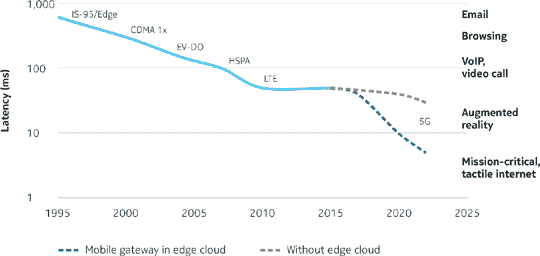 1,000
IS-95/Edge
Email
CDMA 1x
Browsing
EV-DO
HSPA
VoIP,
video call
100
LTE
Latency (ms)
5G
Augmented
reality
10
Mission-critical,
tactile internet
1
1995 2000 2005 2010 2015 2020 2025
Mobile gateway in edge cloud Without edge cloud